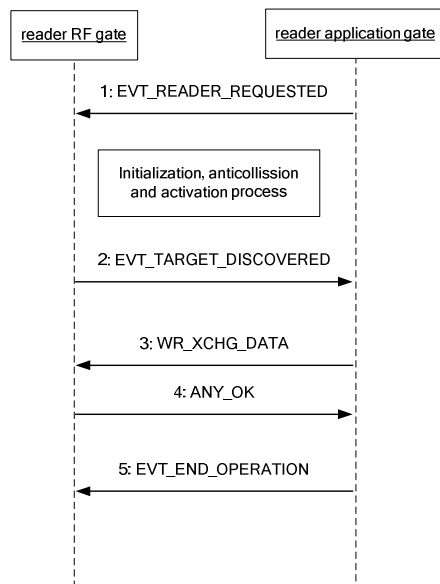 reader RF gate
reader application gate
1: EVT_READER_REQUESTED
Initialization, anticollission
and activation process
2: EVT_TARGET_DISCOVERED
3: WR_XCHG_DATA
4: ANY_OK
5: EVT_END_OPERATION